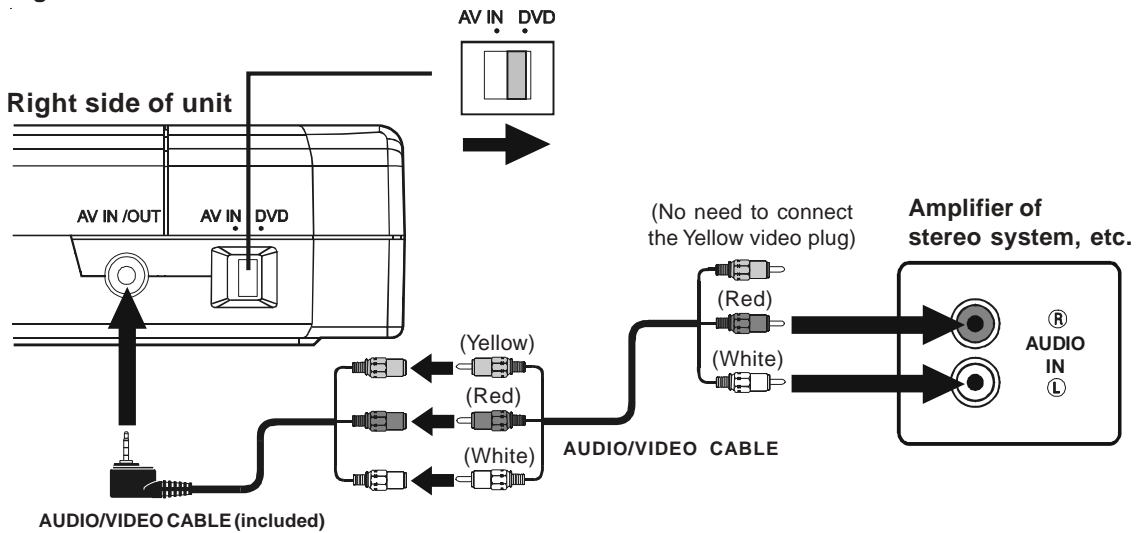 AV IN DVD
Right side of unit
AV IN /OUT
AV IN DVD
(No need to connect
the Yellow video plug)
Amplifier of
stereo system, etc.
(Red)
(White)
R
AUDIO
IN
L
(Yellow)
(Red)
(White)
AUDIO/VIDEO CABLE
AUDIO/VIDEO CABLE (included)